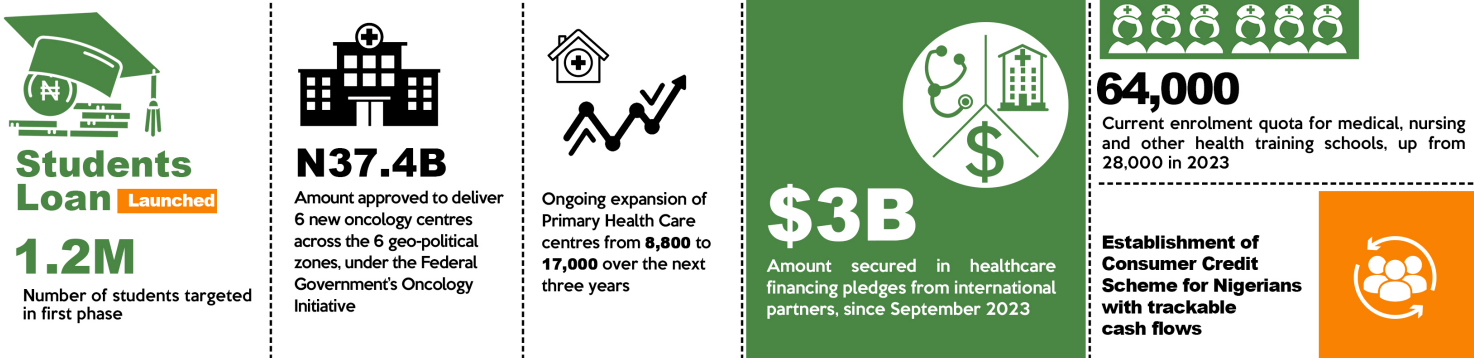 Students
Loan Launched
1.2M
Number of students targeted
in first phase
N37.4B
Amount approved to deliver
6 new oncology centres
across the 6 geo-political
zones, under the Federal
Government's Oncology
Initiative
Ongoing expansion of
Primary Health Care
centres from 8,800 to
17,000 over the next
three years
$
$3B
Amount secured in healthcare
financing pledges from international
partners, since September 2023
64,000
Current enrolment quota for medical, nursing
and other health training schools, up from
28,000 in 2023
Establishment of
Consumer Credit
Scheme for Nigerians
with trackable
cash flows